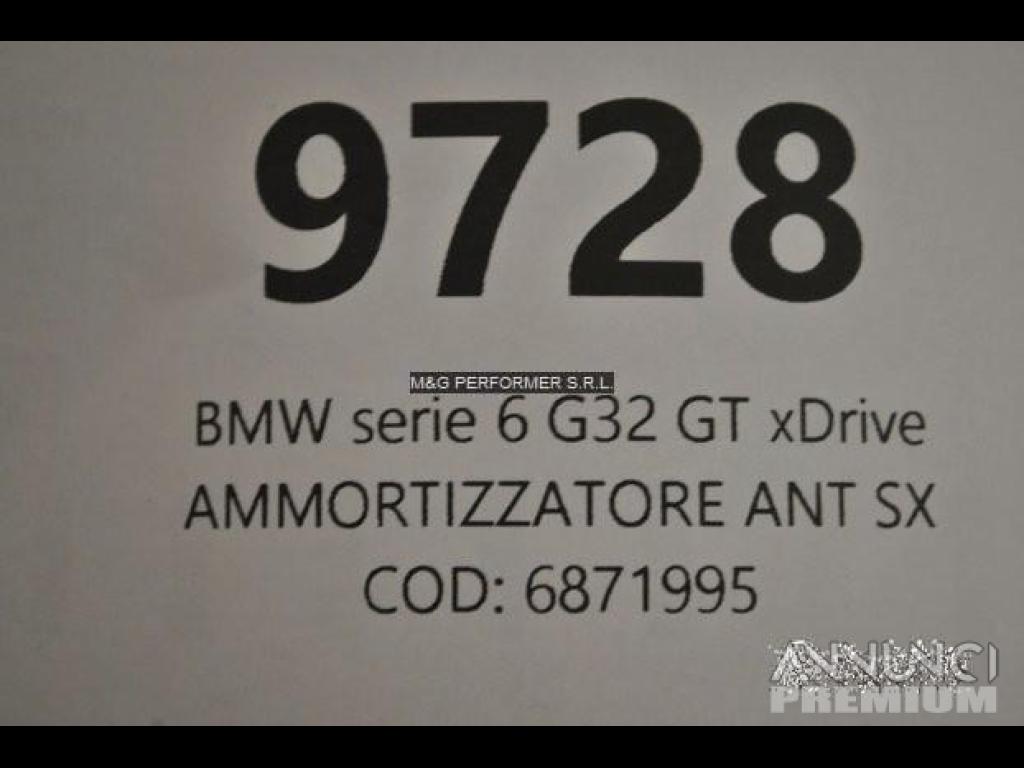 9728
M&G PERFORMER S.R.L.
BMW serie 6 G32 GT xDrive
AMMORTIZZATORE ANT SX
COD: 6871995
ANNUNCI
PREMIUM